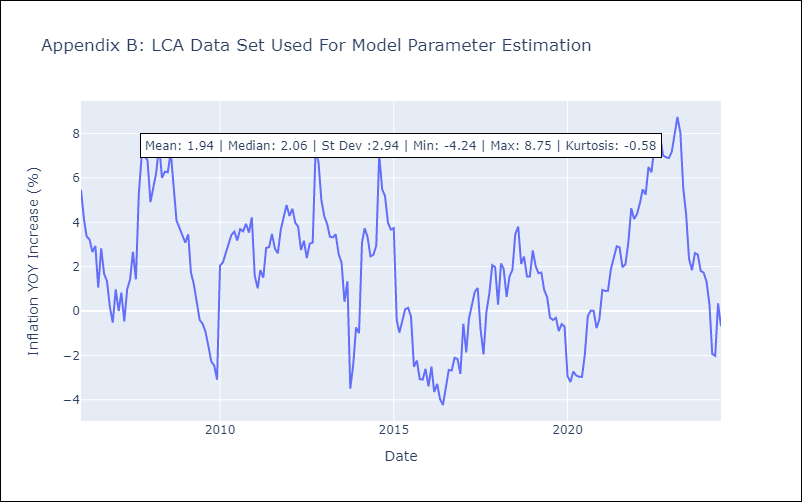 Appendix B: LCA Data Set Used For Model Parameter Estimation
Mean: 1.94 | Median: 2.06 | St Dev :2.94 | Min: -4.24 | Max: 8.75 | Kurtosis: -0.58
Inflation YOY Increase (%)
8
6
4
2
0
−2
−4
2010
2015
2020
Date